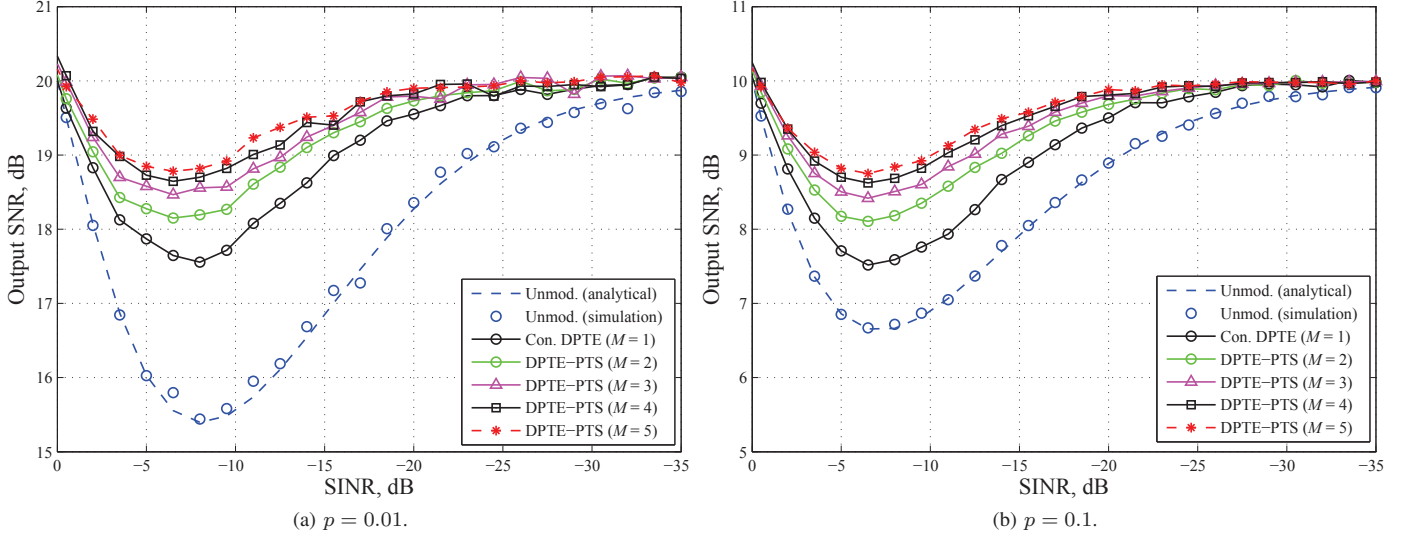 21
20
19
18
17
16
15
0
−5
−10
−15
−20
−25
−30
−35
Output SNR, dB
SINR, dB
Unmod. (analytical)
Unmod. (simulation)
Con. DPTE (M = 1)
DPTE−PTS (M = 2)
DPTE−PTS (M = 3)
DPTE−PTS (M = 4)
DPTE−PTS (M = 5)
(a) p = 0.01.
11
10
9
8
7
6
5
0
−5
−10
−15
−20
−25
−30
−35
Output SNR, dB
SINR, dB
Unmod. (analytical)
Unmod. (simulation)
Con. DPTE (M = 1)
DPTE−PTS (M = 2)
DPTE−PTS (M = 3)
DPTE−PTS (M = 4)
DPTE−PTS (M = 5)
(b) p = 0.1.